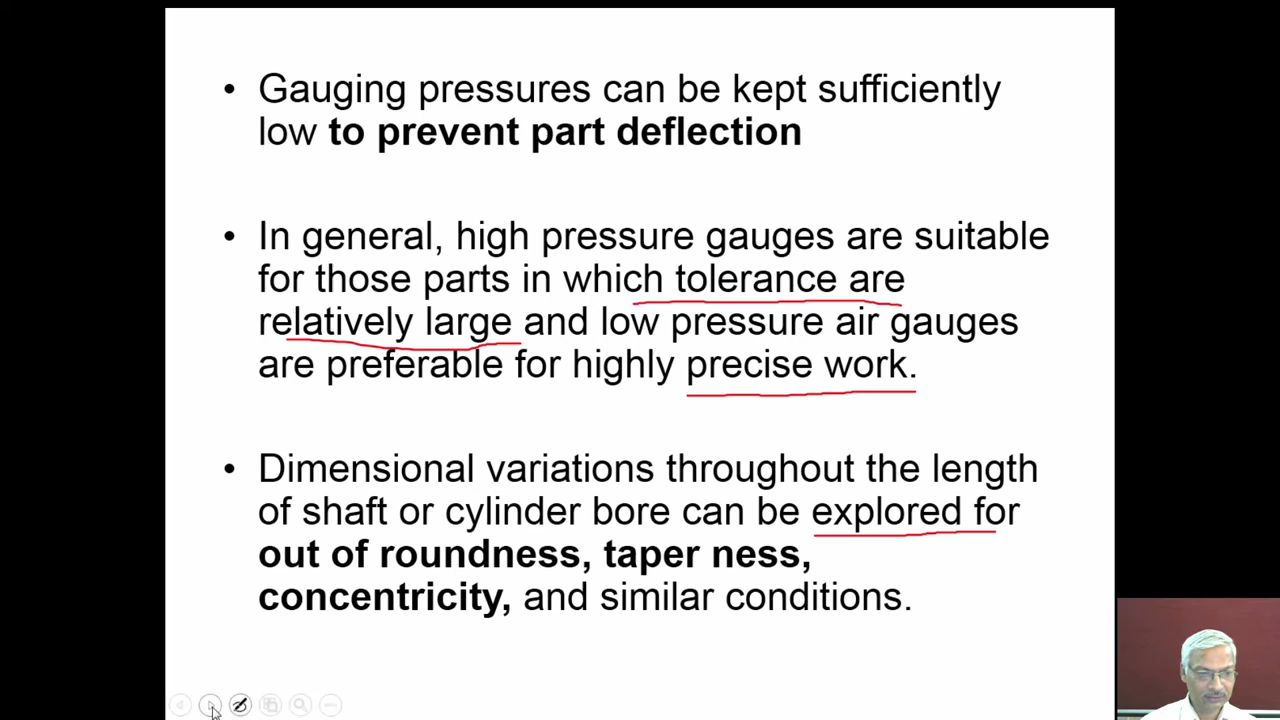 • Gauging pressures can be kept sufficiently
low to prevent part deflection
• In general, high pressure gauges are suitable
for those parts in which tolerance are
relatively large and low pressure air gauges
are preferable for highly precise work.
• Dimensional variations throughout the length
of shaft or cylinder bore can be explored for
out of roundness, taper ness,
concentricity, and similar conditions.